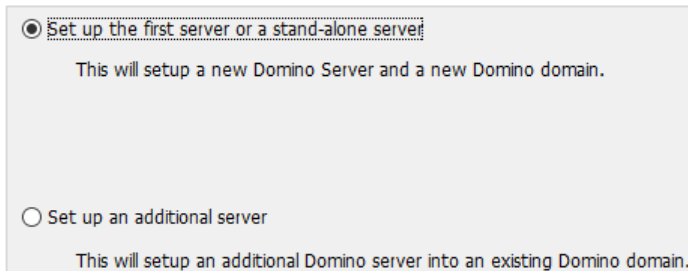 Set up the first server or a stand-alone server
This will setup a new Domino Server and a new Domino domain.
Set up an additional server
This will setup an additional Domino server into an existing Domino domain.